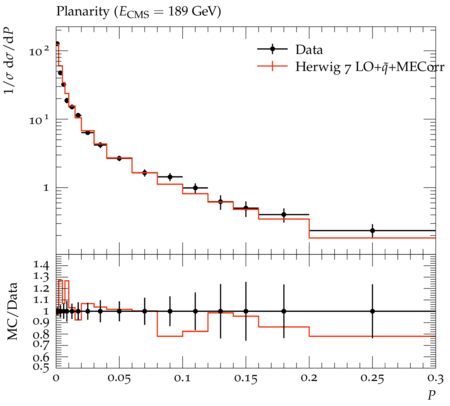 Planarity (E_CMS = 189 GeV)
1/σ dσ/dP
10²
10¹
1
Data
Herwig 7 LO+q̃+MECorr
MC/Data
1.4
1.3
1.2
1.1
1
0.9
0.8
0.7
0.6
0.5
0 0.05 0.1 0.15 0.2 0.25 0.3
P